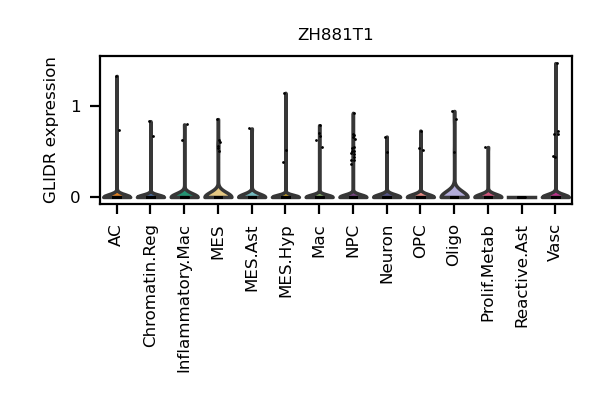 ZH881T1
GLIDR expression
1
0
AC
Chromatin.Reg
Inflammatory.Mac
MES
MES.Ast
MES.Hyp
Mac
NPC
Neuron
OPC
Oligo
Prolif.Metab
Reactive.Ast
Vasc